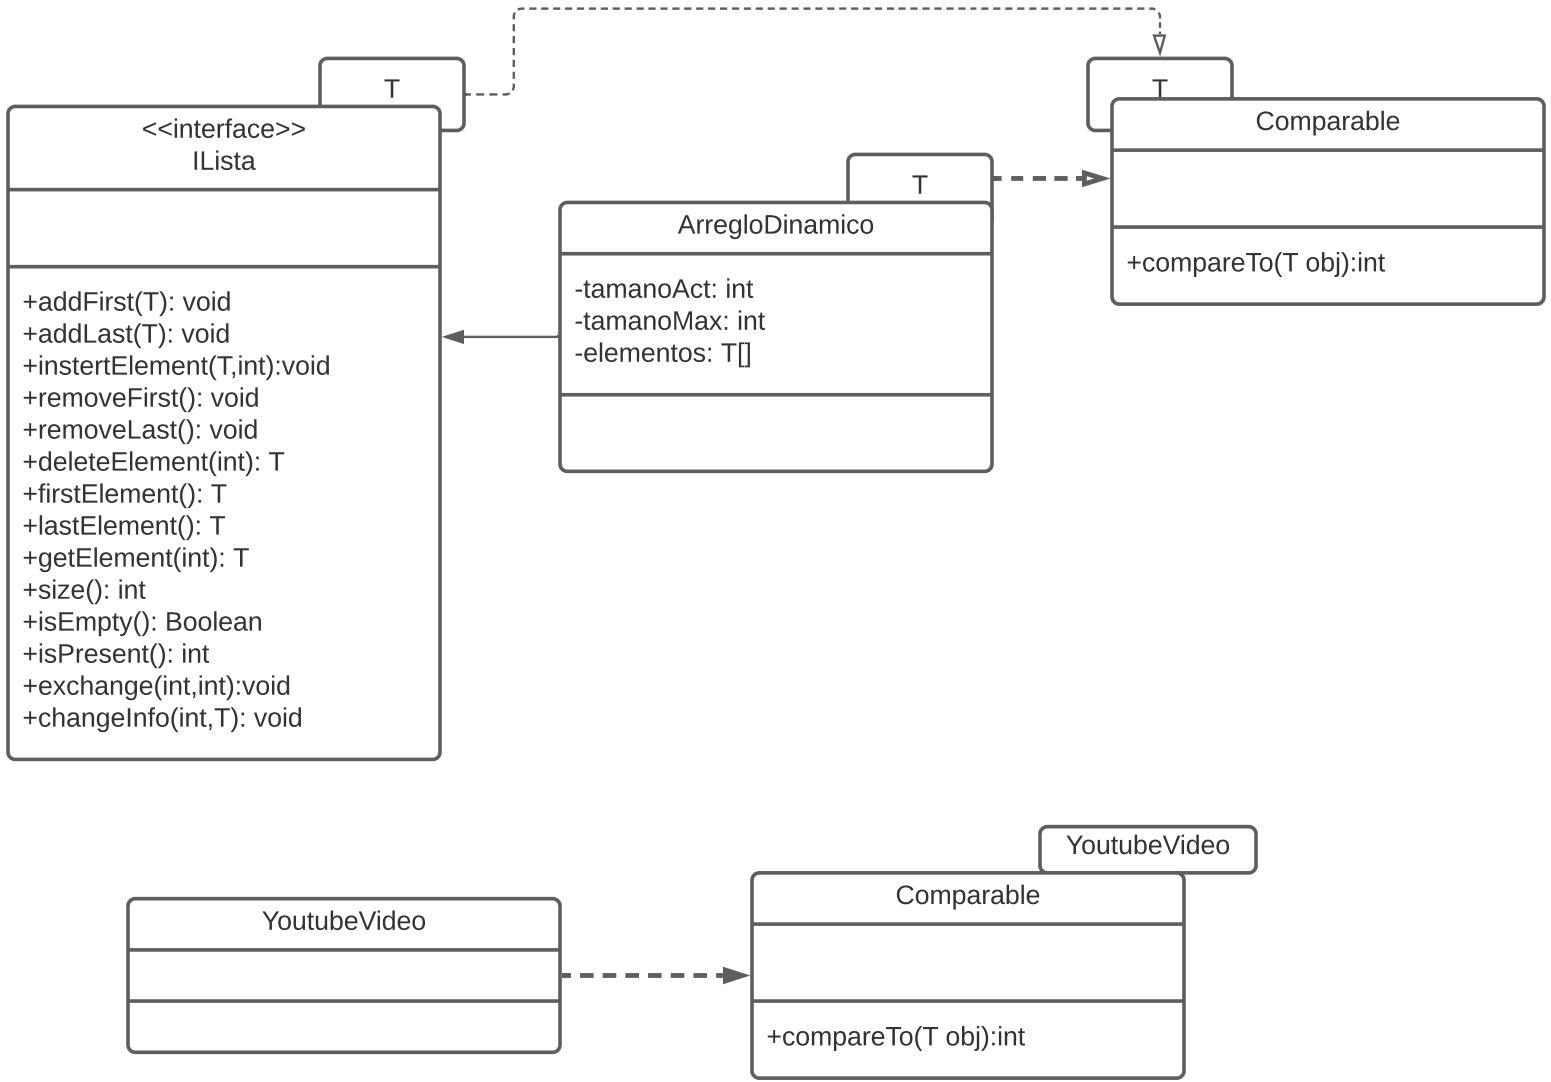 T
<<interface>>
ILista
+addFirst(T): void
+addLast(T): void
+instertElement(T,int):void
+removeFirst(): void
+removeLast(): void
+deleteElement(int): T
+firstElement(): T
+lastElement(): T
+getElement(int): T
+size(): int
+isEmpty(): Boolean
+isPresent(): int
+exchange(int,int):void
+changeInfo(int,T): void
T
ArregloDinamico
-tamanoAct: int
-tamanoMax: int
-elementos: T[]
T
Comparable
+compareTo(T obj):int
YoutubeVideo
YoutubeVideo
Comparable
+compareTo(T obj):int